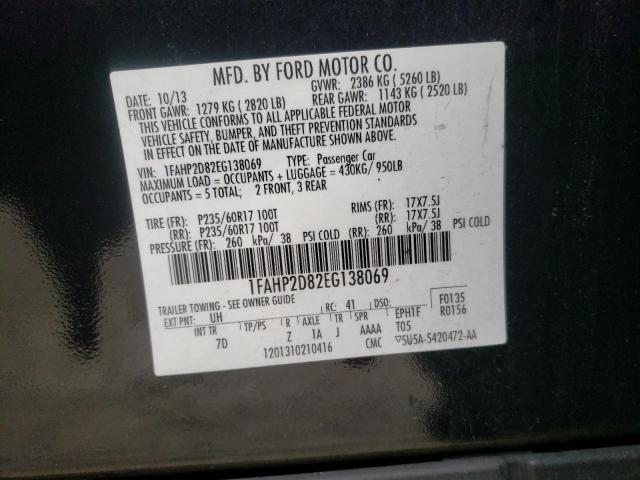 MFD. BY FORD MOTOR CO.
10/13 GVWR: 2386 KG ( 5260 LB)
FRONT GAWR: 1279 KG ( 2820 LB) REAR GAWR: 1143 KG ( 2520 LB)
THIS VEHICLE CONFORMS TO ALL APPLICABLE FEDERAL MOTOR
VEHICLE SAFETY, BUMPER, AND THEFT PREVENTION STANDARDS
IN EFFECT ON THE DATE OF MANUFACTURE SHOWN ABOVE.
VIN: 1FAHP2D82EG138069 TYPE: Passenger Car
MAXIMUM LOAD = OCCUPANTS + LUGGAGE = 430KG/ 950LB
OCCUPANTS = 5 TOTAL; 2 FRONT, 3 REAR
TIRE (FR): P235/60R17 100T RIMS (FR): 17X7.5J
(RR): P235/60R17 100T (RR): 17X7.5J
PRESSURE (FR): 260 kPa/ 38 PSI COLD (RR): 260 kPa/ 38 PSI COLD
1FAHP2D82EG138069
TRAILER TOWING - SEE OWNER GUIDE
EXT PNT: UH RC: 41 DSO: F0135
R0156
INT TR TP/PS R AXLE TR SPR EPH1F
7D Z 1A J AAAA T05
1201310210416 CMC ▽SU5A-5420472-AA